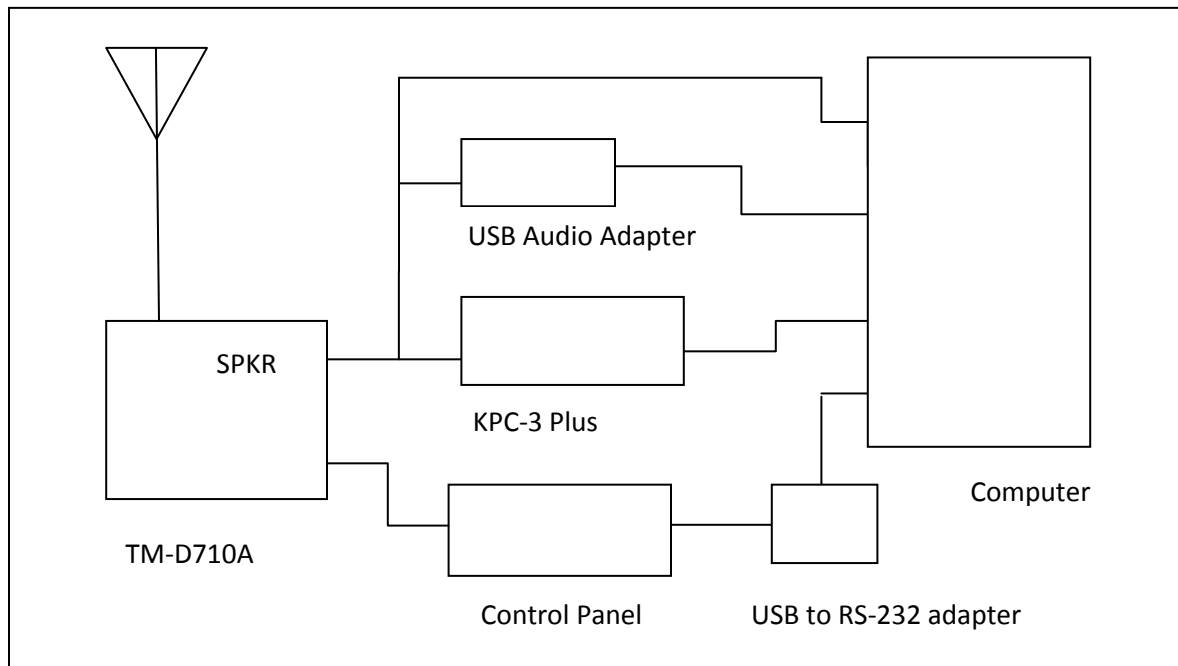 USB Audio Adapter
SPKR
KPC-3 Plus
Computer
TM-D710A
Control Panel
USB to RS-232 adapter